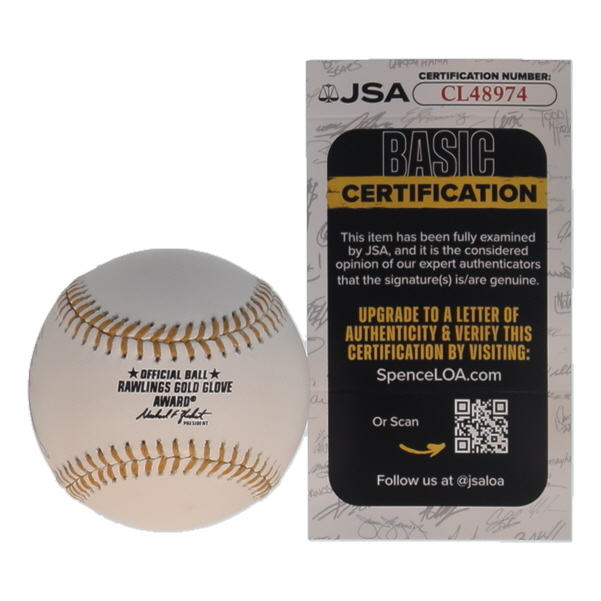 ★ OFFICIAL BALL ★
RAWLINGS GOLD GLOVE
AWARD®
PRESIDENT
JSA
CERTIFICATION NUMBER:
CL48974
BASIC
CERTIFICATION
This item has been fully examined
by JSA, and it is the considered
opinion of our expert authenticators
that the signature(s) is/are genuine.
UPGRADE TO A LETTER OF
AUTHENTICITY & VERIFY THIS
CERTIFICATION BY VISITING:
SpenceLOA.com
Or Scan
Follow us at @jsaloa